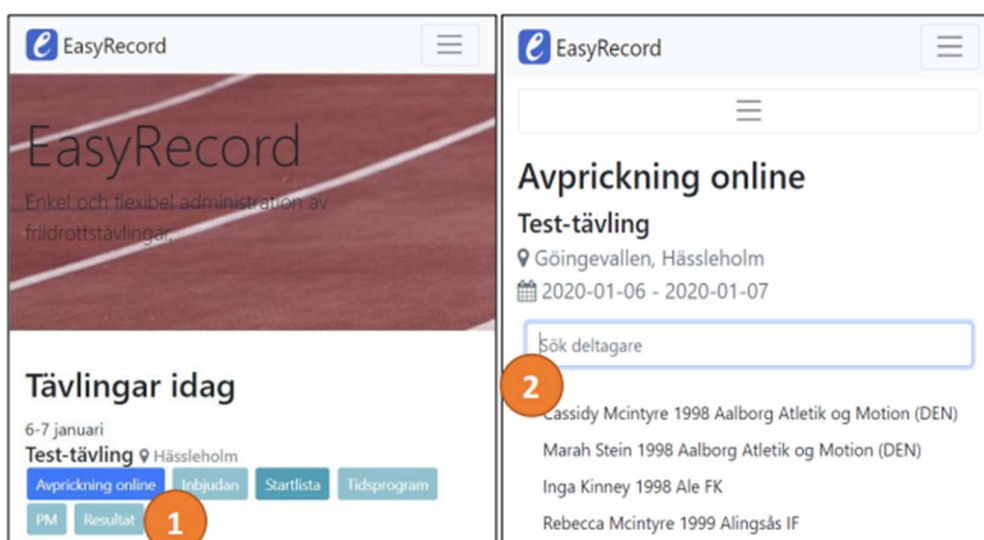 EasyRecord
EasyRecord
Enkel och flexibel administration av
friidrottstävlingar.
Tävlingar idag
6-7 januari
Test-tävling Hässleholm
Avprickning online Inbjudan Startlista Tidsprogram
PM Resultat
1
EasyRecord
Avprickning online
Test-tävling
Göingevallen, Hässleholm
2020-01-06 - 2020-01-07
Sök deltagare
2
Cassidy Mcintyre 1998 Aalborg Atletik og Motion (DEN)
Marah Stein 1998 Aalborg Atletik og Motion (DEN)
Inga Kinney 1998 Ale FK
Rebecca Mcintyre 1999 Alingsås IF